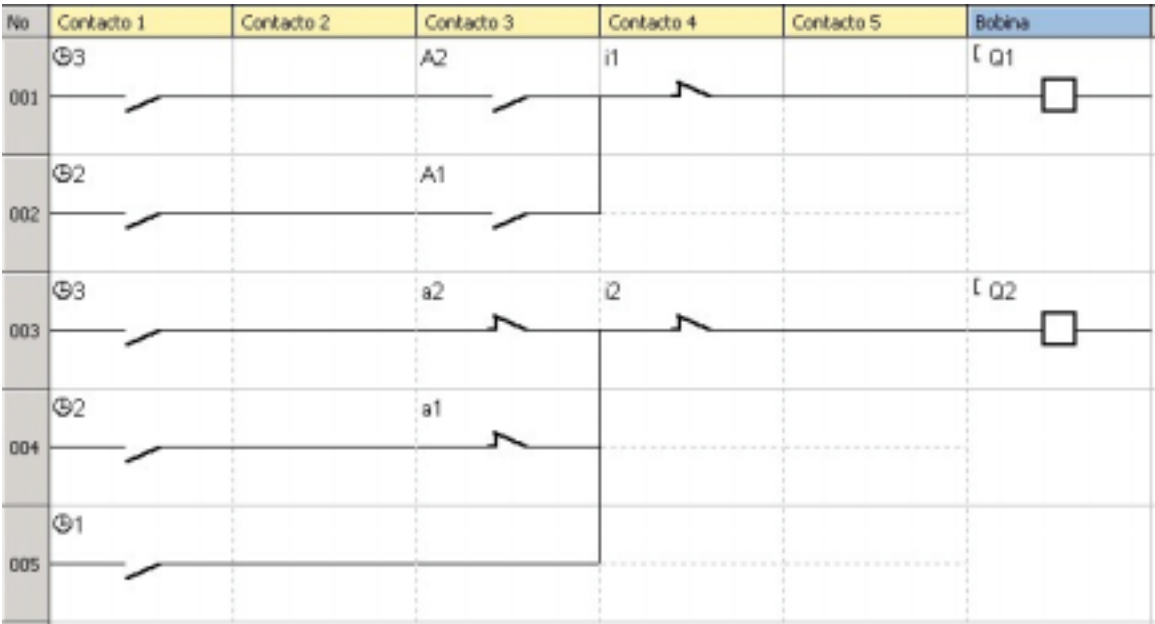 No Contacto 1 Contacto 2 Contacto 3 Contacto 4 Contacto 5 Bobina
001 ◷3 A2 i1 [ Q1
002 ◷2 A1
003 ◷3 a2 i2 [ Q2
004 ◷2 a1
005 ◷1